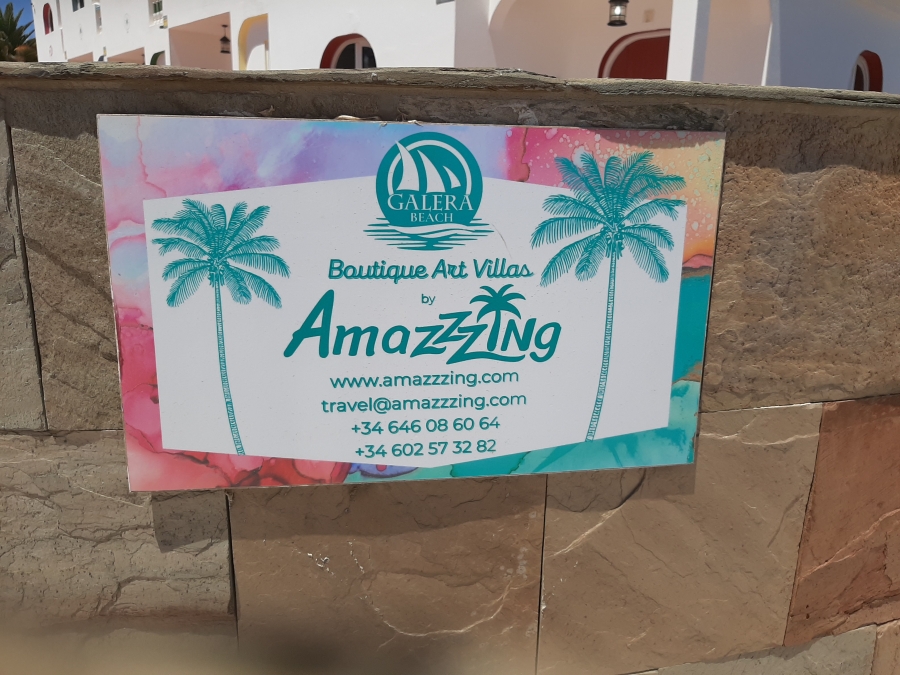 GALERA
BEACH
Boutique Art Villas
by
Amazzzing
www.amazzzing.com
travel@amazzzing.com
+34 646 08 60 64
+34 602 57 32 82